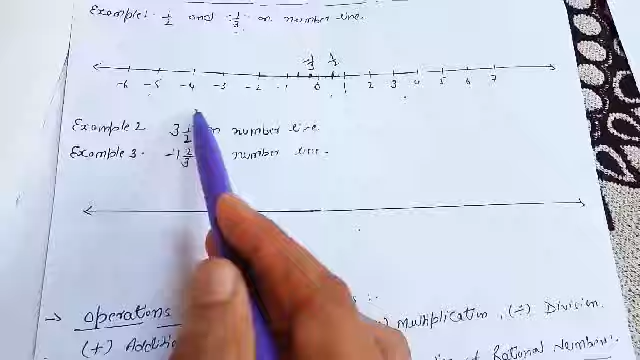 Example: 1/2 and -1/3 on number line.
-1/3 1/2
-6 -5 -4 -3 -2 -1 0 1 2 3 4 5 6 7
Example 2 3 1/2 on number line
Example 3. -1 2/3 number line.
→ Operations
(+) Addition Multiplication, (÷) Division.
of Rational Numbers: